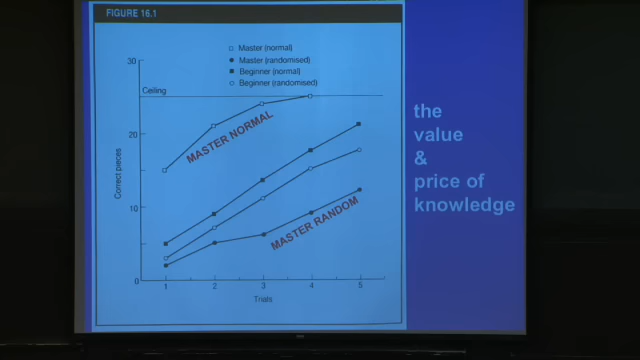 FIGURE 16.1
Master (normal)
Master (randomised)
Beginner (normal)
Beginner (randomised)
30
Ceiling
20
10
0
Correct pieces
MASTER NORMAL
MASTER RANDOM
1 2 3 4 5
Trials
the
value
&
price of
knowledge